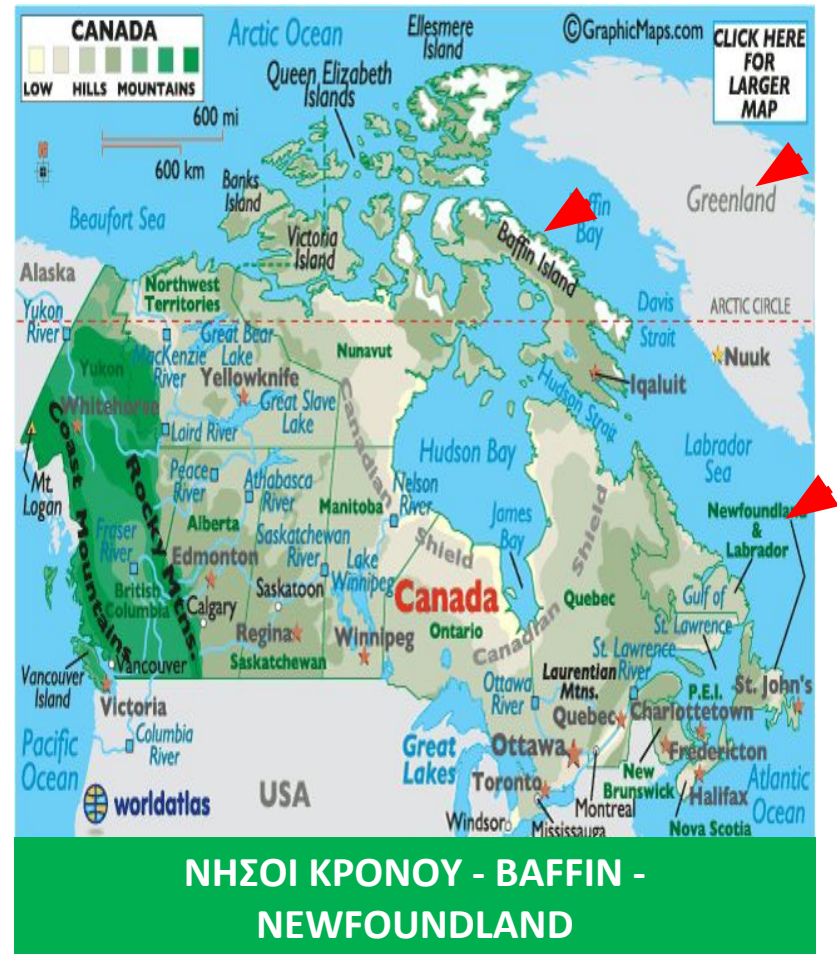 CANADA
LOW HILLS MOUNTAINS
Arctic Ocean
Ellesmere
Island
©GraphicMaps.com
CLICK HERE
FOR
LARGER
MAP
Queen Elizabeth
Islands
600 mi
600 km
Banks
Island
Beaufort Sea
Victoria
Island
Baffin Island
Bay
Greenland
Alaska
Northwest
Territories
Davis
Strait
ARCTIC CIRCLE
Yukon
River
MacKenzie
River
Great Bear
Lake
Nunavut
Nuuk
Yukon
Yellowknife
Iqaluit
Hudson Strait
Whitehorse
Great Slave
Lake
Canadian
Shield
Laird River
Hudson Bay
Labrador
Sea
Mt.
Logan
Coast
Mountains
Rocky Mtns.
Peace
River
Athabasca
River
Manitoba
Nelson
River
James
Bay
Canadian
Shield
Newfoundland
&
Labrador
Fraser
River
Alberta
Saskatchewan
River
Lake
Winnipeg
Edmonton
British
Columbia
Saskatoon
Canada
Quebec
Gulf of
St. Lawrence
Calgary
Regina
Winnipeg
Ontario
St. Lawrence
River
Vancouver
Island
Vancouver
Saskatchewan
Laurentian
Mtns.
P.E.I.
St. John's
Victoria
Ottawa
River
Quebec
Charlottetown
Pacific
Ocean
Columbia
River
Great
Lakes
Ottawa
Fredericton
New
Brunswick
Atlantic
Ocean
worldatlas
USA
Toronto
Montreal
Halifax
Windsor
Mississauga
Nova Scotia
ΝΗΣΟΙ ΚΡΟΝΟΥ - BAFFIN -
NEWFOUNDLAND